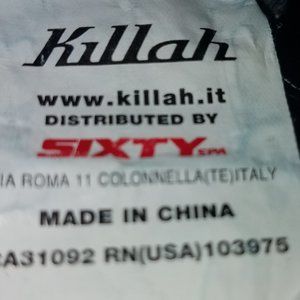 Killah
www.killah.it
DISTRIBUTED BY
SIXTY SPA
IA ROMA 11 COLONNELLA(TE)ITALY
MADE IN CHINA
CA31092 RN(USA)103975